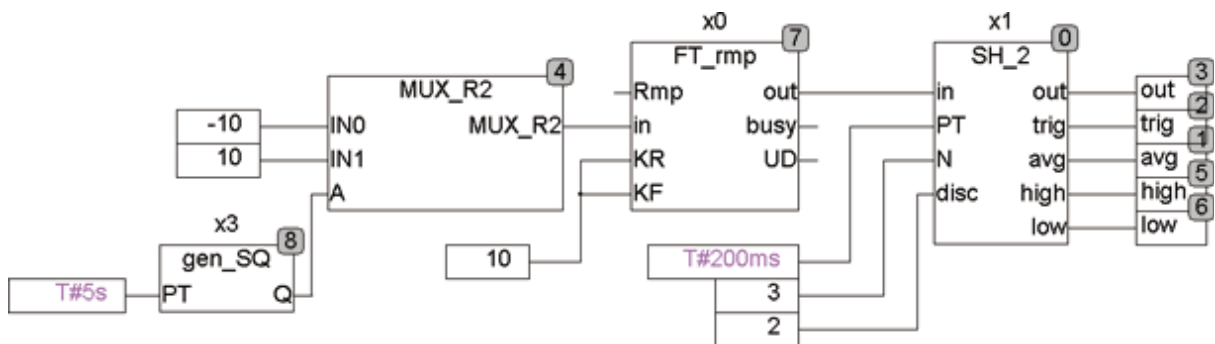 x0
x1
7
0
FT_rmp
SH_2
4
3
MUX_R2
Rmp
out
in
out
out
2
-10
IN0
MUX_R2
in
busy
PT
trig
trig
1
10
IN1
KR
UD
N
avg
avg
5
A
KF
disc
high
high
6
x3
low
low
8
gen_SQ
10
T#200ms
T#5s
PT
Q
3
2